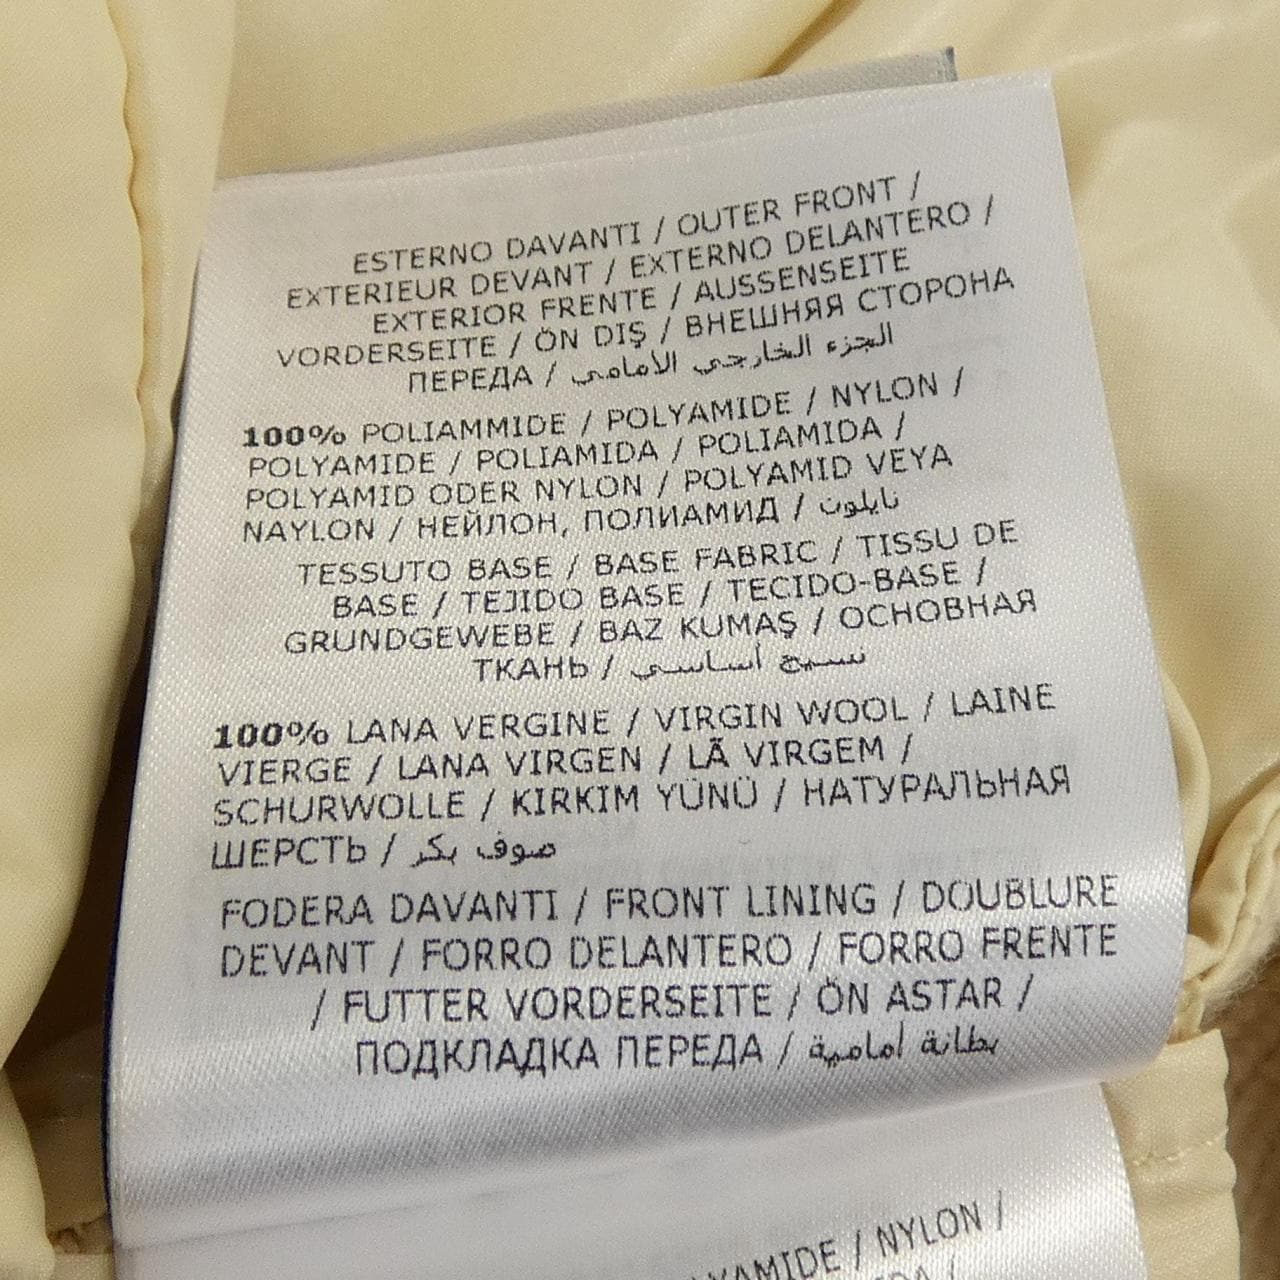 ESTERNO DAVANTI / OUTER FRONT /
EXTERIEUR DEVANT / EXTERNO DELANTERO /
EXTERIOR FRENTE / AUSSENSEITE
VORDERSEITE / ÖN DIŞ / ВНЕШНЯЯ СТОРОНА
ПЕРЕДА / الجزء الخارجي الأمامي
100% POLIAMMIDE / POLYAMIDE / NYLON /
POLYAMIDE / POLIAMIDA / POLIAMIDA /
POLYAMID ODER NYLON / POLYAMID VEYA
NAYLON / НЕЙЛОН, ПОЛИАМИД / نايلون
TESSUTO BASE / BASE FABRIC / TISSU DE
BASE / TEJIDO BASE / TECIDO-BASE /
GRUNDGEWEBE / BAZ KUMAŞ / ОСНОВНАЯ
ТКАНЬ / نسيج أساسي
100% LANA VERGINE / VIRGIN WOOL / LAINE
VIERGE / LANA VIRGEN / LÃ VIRGEM /
SCHURWOLLE / KIRKIM YÜNÜ / НАТУРАЛЬНАЯ
ШЕРСТЬ / صوف بكر
FODERA DAVANTI / FRONT LINING / DOUBLURE
DEVANT / FORRO DELANTERO / FORRO FRENTE
/ FUTTER VORDERSEITE / ÖN ASTAR /
ПОДКЛАДКА ПЕРЕДА / بطانة أمامية
/ NYLON /